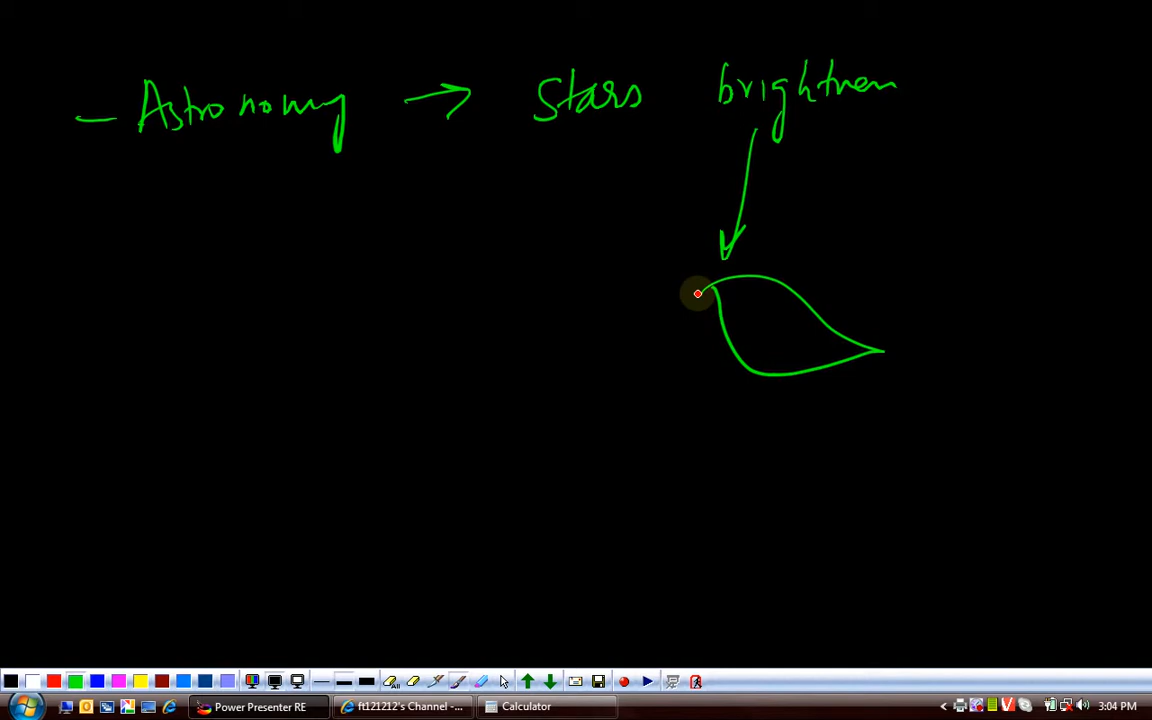 - Astronomy → Stars brightness
Power Presenter RE
ft121212's Channel - ...
Calculator
3:04 PM